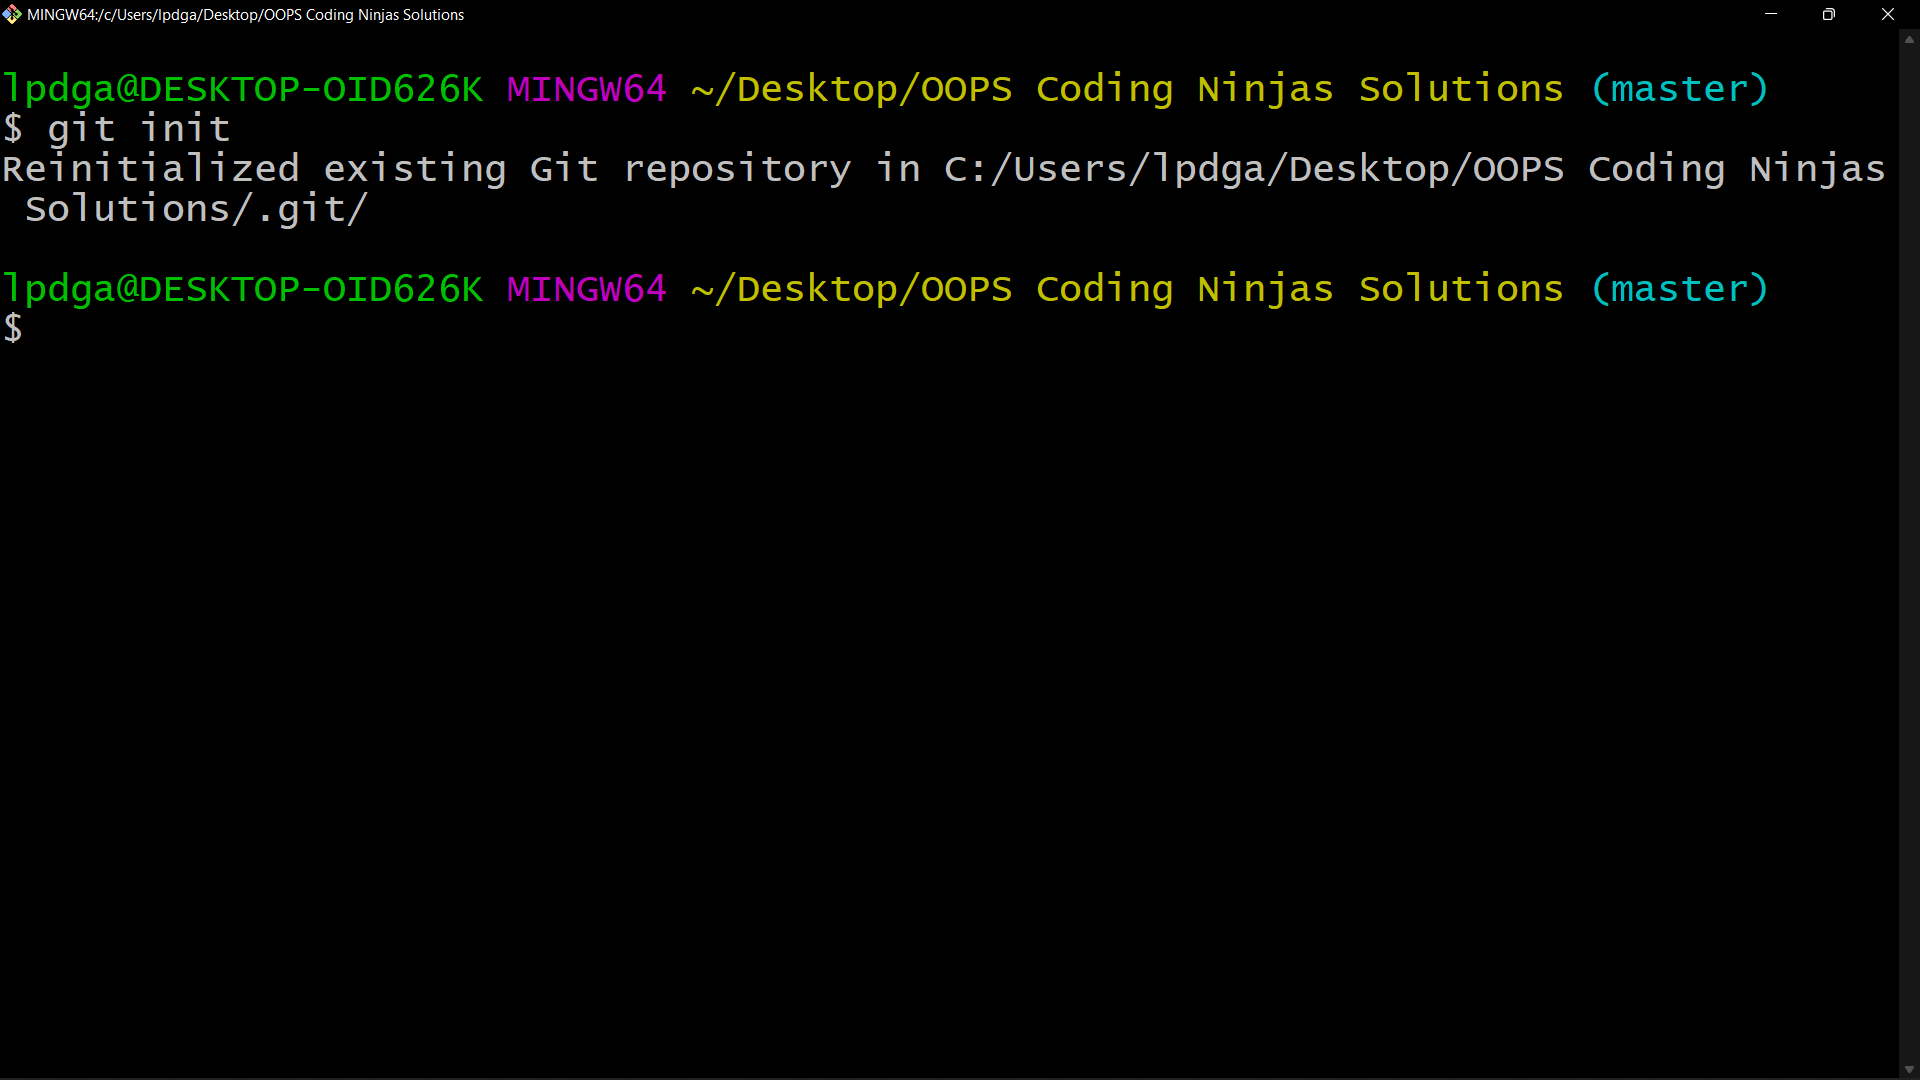 MINGW64:/c/Users/lpdga/Desktop/OOPS Coding Ninjas Solutions
lpdga@DESKTOP-OID626K MINGW64 ~/Desktop/OOPS Coding Ninjas Solutions (master)
$ git init
Reinitialized existing Git repository in C:/Users/lpdga/Desktop/OOPS Coding Ninjas
Solutions/.git/
lpdga@DESKTOP-OID626K MINGW64 ~/Desktop/OOPS Coding Ninjas Solutions (master)
$